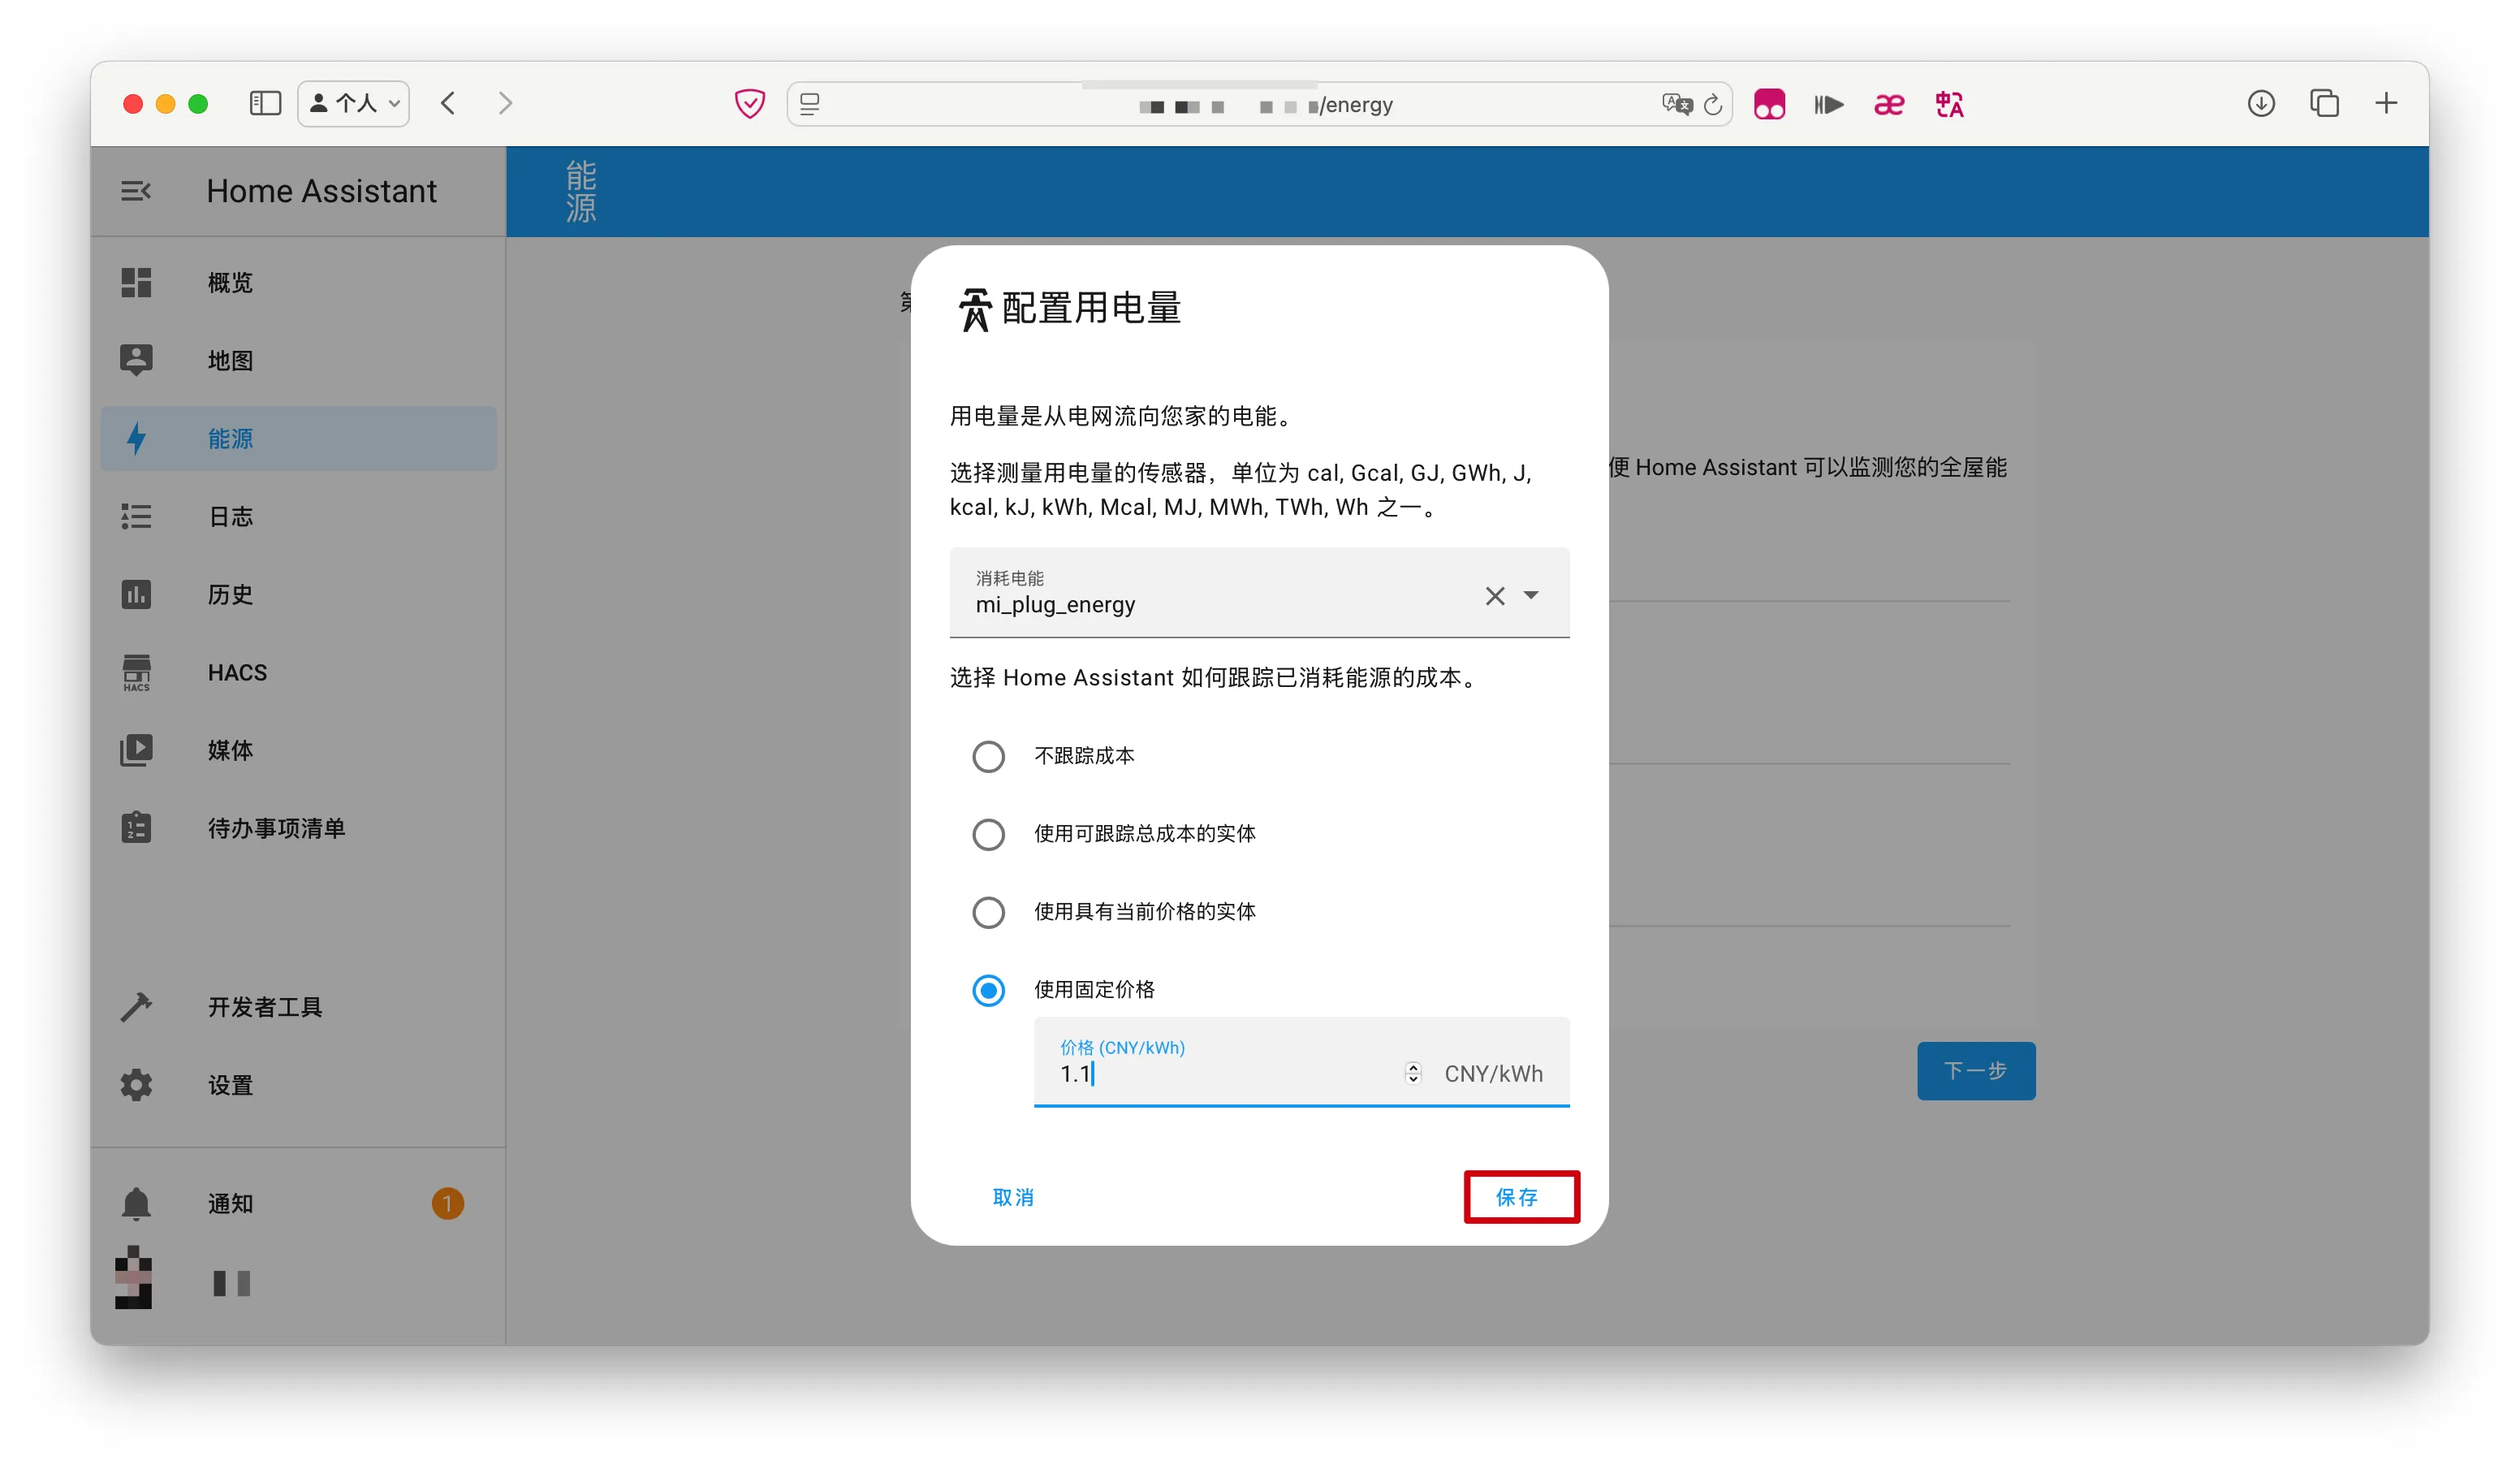 个人
/energy
Home Assistant
能
源
概览
地图
能源
日志
历史
HACS
HACS
媒体
待办事项清单
开发者工具
设置
通知
1
配置用电量
用电量是从电网流向您家的电能。
选择测量用电量的传感器，单位为 cal, Gcal, GJ, GWh, J,
kcal, kJ, kWh, Mcal, MJ, MWh, TWh, Wh 之一。
便 Home Assistant 可以监测您的全屋能
消耗电能
mi_plug_energy
选择 Home Assistant 如何跟踪已消耗能源的成本。
不跟踪成本
使用可跟踪总成本的实体
使用具有当前价格的实体
使用固定价格
价格 (CNY/kWh)
1.1
CNY/kWh
下一步
取消
保存